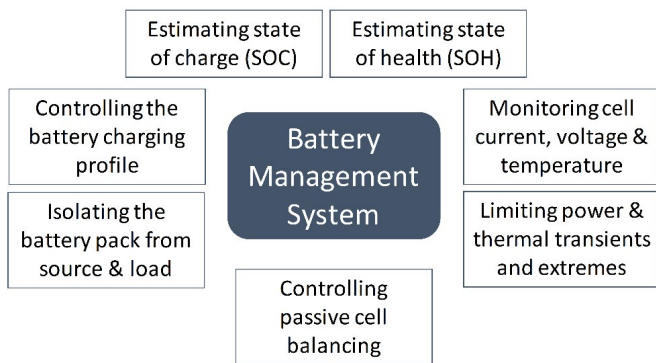 Estimating state
of charge (SOC)
Estimating state
of health (SOH)
Controlling the
battery charging
profile
Battery
Management
System
Monitoring cell
current, voltage &
temperature
Isolating the
battery pack from
source & load
Limiting power &
thermal transients
and extremes
Controlling
passive cell
balancing